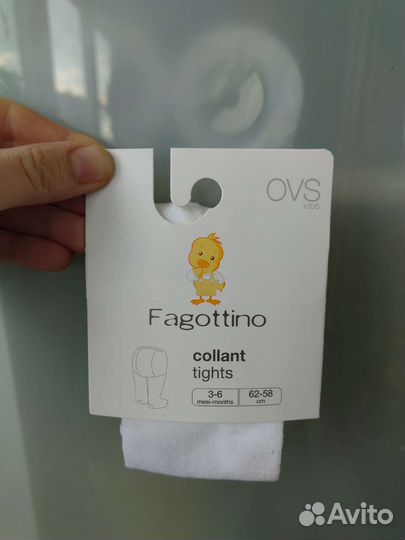 OVS
KIDS
Fagottino
collant
tights
3-6 62-58
mesi-months cm
Avito